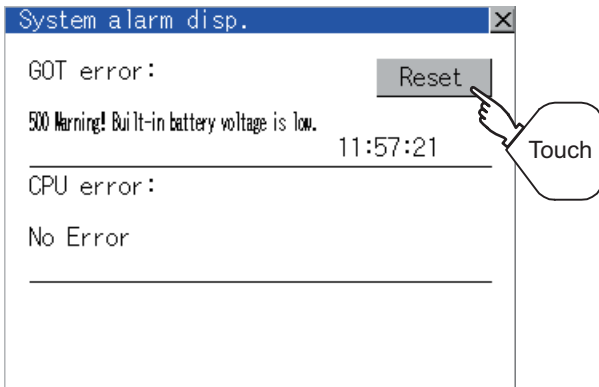 System alarm disp.
GOT error:
Reset
500 Warning! Built-in battery voltage is low.
11:57:21
Touch
CPU error:
No Error